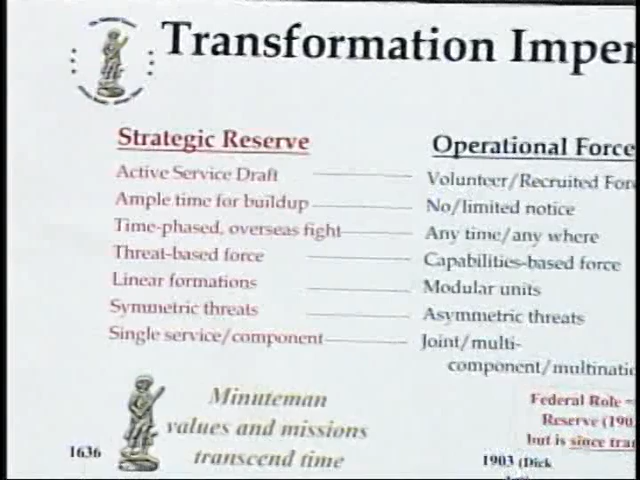 Transformation Imper
Strategic Reserve
Operational Force
Active Service Draft
Volunteer/Recruited For
Ample time for buildup
No/limited notice
Time-phased, overseas fight
Any time/any where
Threat-based force
Capabilities-based force
Linear formations
Modular units
Symmetric threats
Asymmetric threats
Single service/component
Joint/multi-
component/multinatio
Minuteman
values and missions
transcend time
Federal Role =
Reserve (190
but is since tra
1636
1903 (Dick